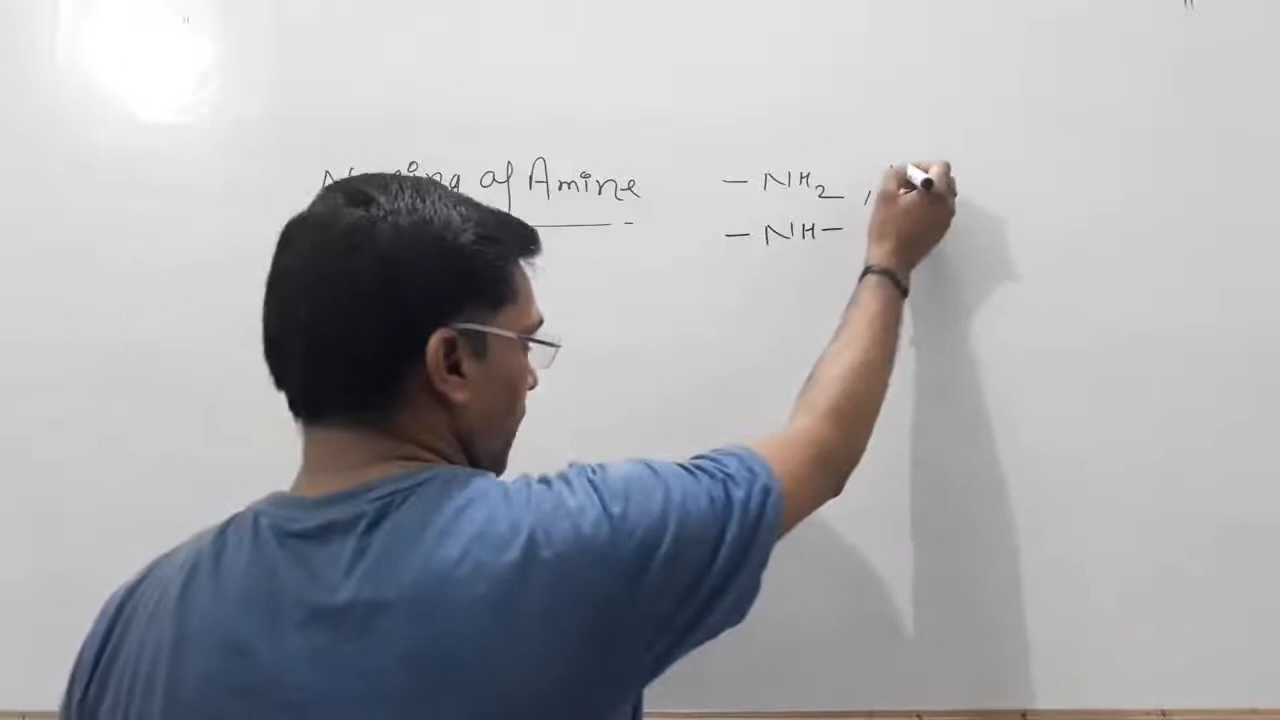 Naming of Amine - NH₂ ,
- NH -